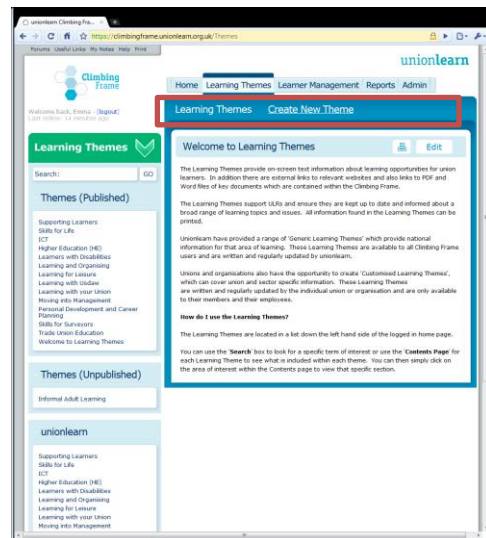 unionlearn Climbing Fra...
https://climbingframe.unionlearn.org.uk/Themes
Forums Useful Links My Notes Help Print
unionlearn
Climbing
Frame
Home Learning Themes Learner Management Reports Admin
Welcome back, Emma - [logout]
Last online: 14 minutes ago
Learning Themes Create New Theme
Learning Themes
Search: GO
Themes (Published)
Supporting Learners
Skills for Life
ICT
Higher Education (HE)
Learners with Disabilities
Learning and Organising
Learning for Leisure
Learning with Usdaw
Learning with your Union
Moving into Management
Personal Development and Career
Planning
Skills for Surveyors
Trade Union Education
Welcome to Learning Themes
Themes (Unpublished)
Informal Adult Learning
unionlearn
Supporting Learners
Skills for Life
ICT
Higher Education (HE)
Learners with Disabilities
Learning and Organising
Learning for Leisure
Learning with your Union
Moving into Management
Welcome to Learning Themes Edit
The Learning Themes provide on-screen text information about learning opportunities for union
learners. In addition there are external links to relevant websites and also links to PDF and
Word files of key documents which are contained within the Climbing Frame.
The Learning Themes support ULRs and ensure they are kept up to date and informed about a
broad range of learning topics and issues. All information found in the Learning Themes can be
printed.
Unionlearn have provided a range of 'Generic Learning Themes' which provide national
information for that area of learning. These Learning Themes are available to all Climbing Frame
users and are written and regularly updated by unionlearn.
Unions and organisations also have the opportunity to create 'Customised Learning Themes',
which can cover union and sector specific information. These Learning Themes
are written and regularly updated by the individual union or organisation and are only available
to their members and their employees.
How do I use the Learning Themes?
The Learning Themes are located in a list down the left hand side of the logged in home page.
You can use the 'Search' box to look for a specific term of interest or use the 'Contents Page' for
each Learning Theme to see what is included within each theme. You can then simply click on
the area of interest within the Contents page to view that specific section.